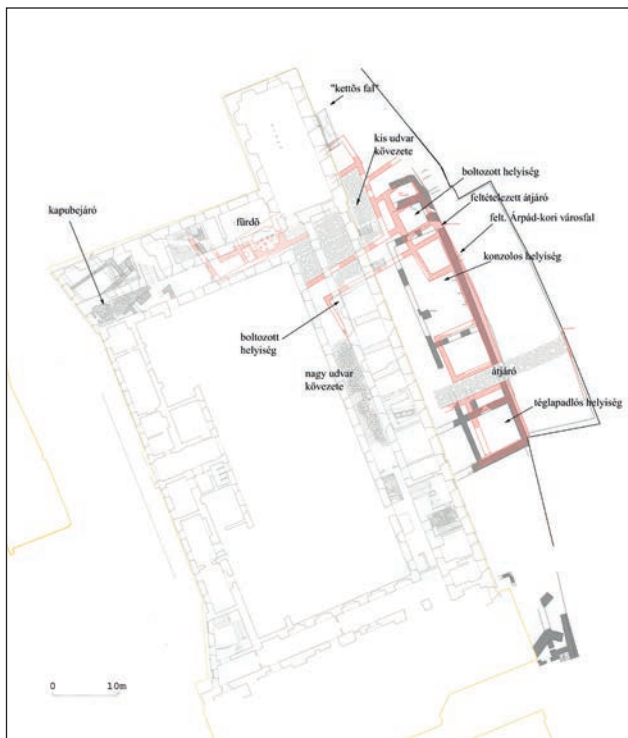 "kettős fal"
kis udvar
kövezete
boltozott helyiség
feltételezett átjáró
felt. Árpád-kori városfal
kapubejáró
fürdő
konzolos helyiség
boltozott
helyiség
nagy udvar
kövezete
átjáró
téglapadlós helyiség
0 10m